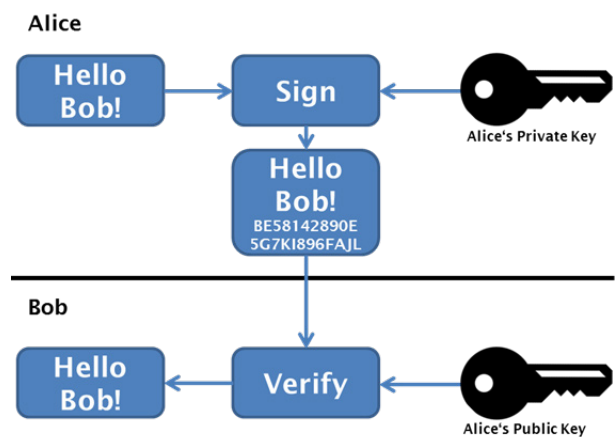 Alice
Hello
Bob!
Sign
Alice‘s Private Key
Hello
Bob!
BE58142890E
5G7KI896FAJL
Bob
Hello
Bob!
Verify
Alice‘s Public Key